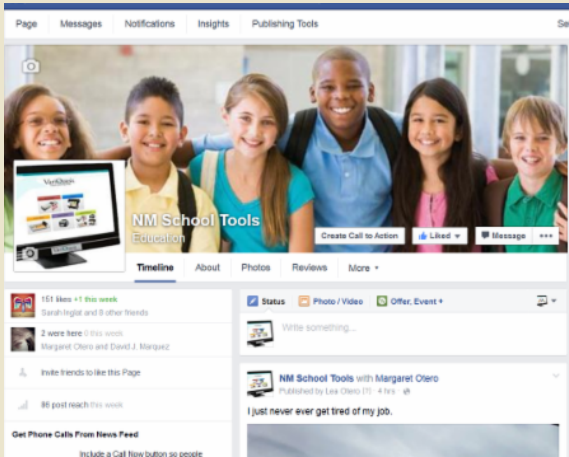 Page Messages Notifications Insights Publishing Tools Se
NM School Tools
Education
Create Call to Action Liked Message
Timeline About Photos Reviews More
151 likes +1 this week
Sarah Inglat and 8 other friends
2 were here 0 this week
Margaret Otero and David J. Marquez
Invite friends to like this Page
86 post reach this week
Get Phone Calls From News Feed
Include a Call Now button so people
Status Photo / Video Offer, Event +
Write something...
NM School Tools with Margaret Otero
Published by Lea Otero [?] · 4 hrs ·
I just never ever get tired of my job.